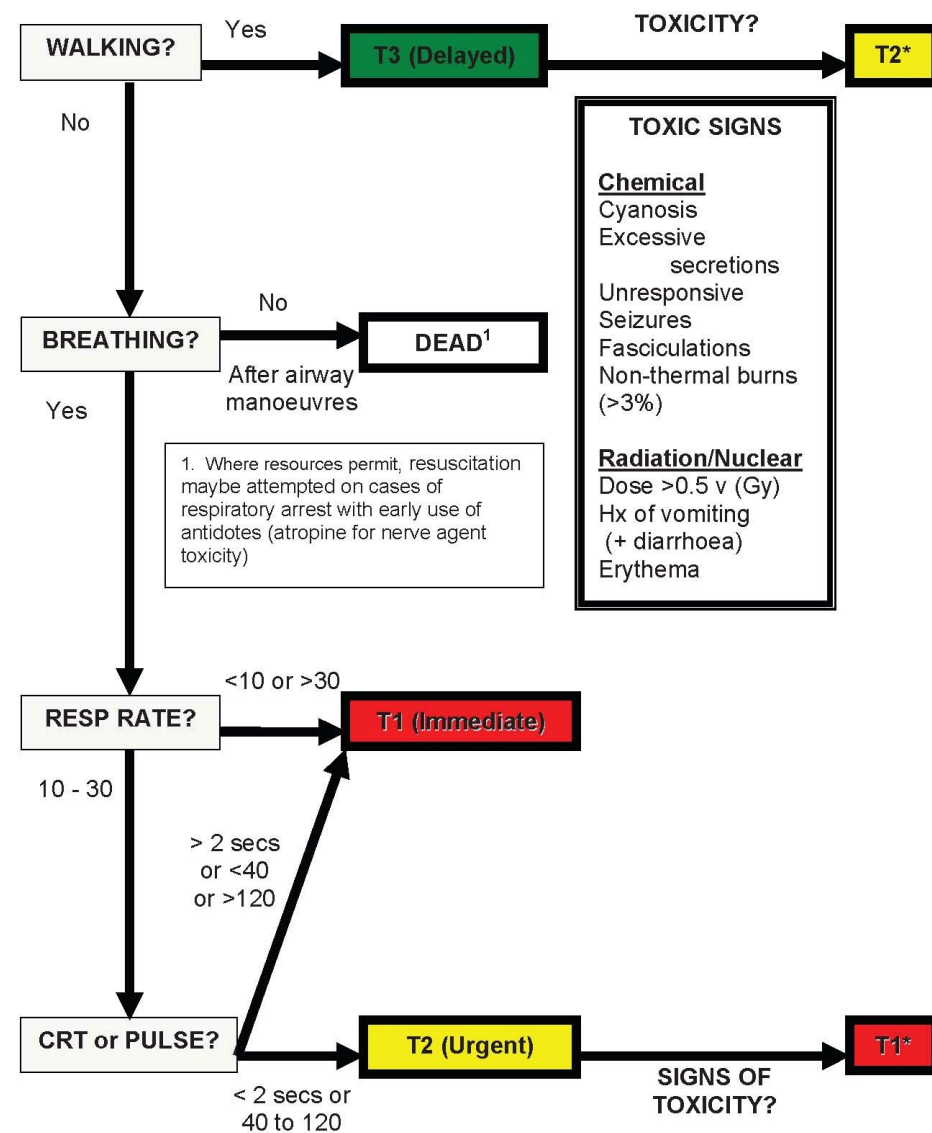 WALKING?
Yes
T3 (Delayed)
TOXICITY?
T2*
No
TOXIC SIGNS
Chemical
Cyanosis
Excessive
secretions
Unresponsive
Seizures
Fasciculations
Non-thermal burns
(>3%)
Radiation/Nuclear
Dose >0.5 v (Gy)
Hx of vomiting
(+ diarrhoea)
Erythema
BREATHING?
No
After airway
manoeuvres
DEAD1
Yes
1. Where resources permit, resuscitation
maybe attempted on cases of
respiratory arrest with early use of
antidotes (atropine for nerve agent
toxicity)
RESP RATE?
<10 or >30
T1 (Immediate)
10 - 30
> 2 secs
or <40
or >120
CRT or PULSE?
< 2 secs or
40 to 120
T2 (Urgent)
SIGNS OF
TOXICITY?
T1*